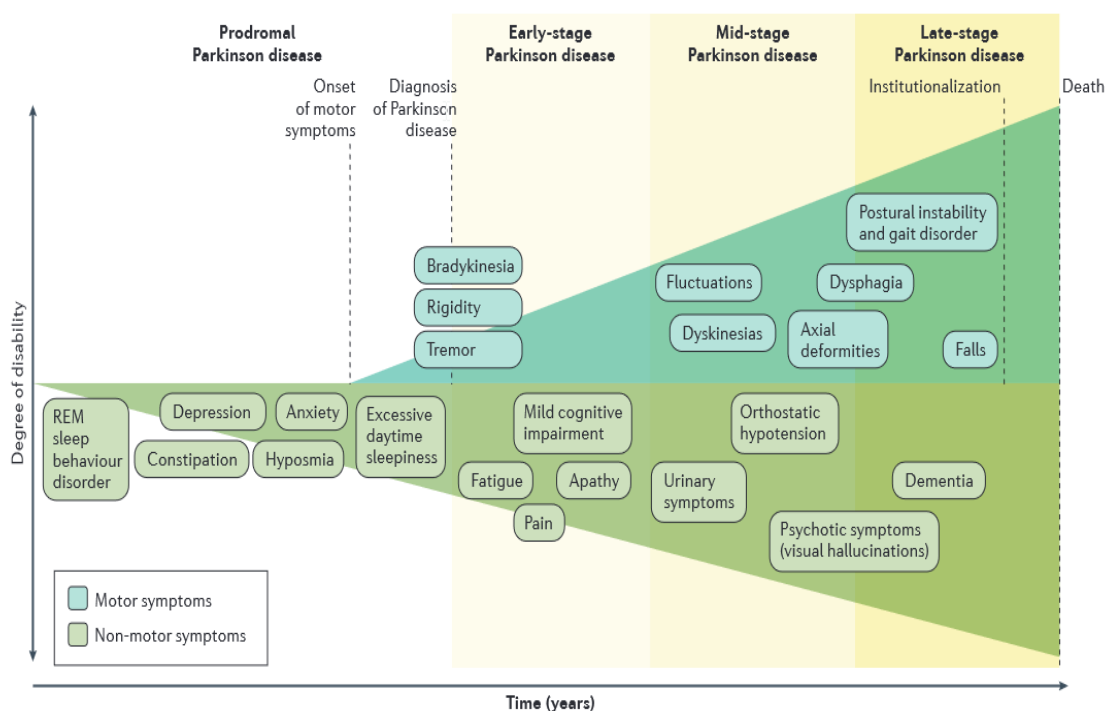 Prodromal
Parkinson disease
Early-stage
Parkinson disease
Mid-stage
Parkinson disease
Late-stage
Parkinson disease
Onset
of motor
symptoms
Diagnosis
of Parkinson
disease
Institutionalization
Death
Degree of disability
Postural instability
and gait disorder
Bradykinesia
Rigidity
Tremor
Fluctuations
Dysphagia
Dyskinesias
Axial
deformities
Falls
REM
sleep
behaviour
disorder
Depression
Anxiety
Constipation
Hyposmia
Excessive
daytime
sleepiness
Mild cognitive
impairment
Fatigue
Apathy
Pain
Orthostatic
hypotension
Urinary
symptoms
Dementia
Psychotic symptoms
(visual hallucinations)
Motor symptoms
Non-motor symptoms
Time (years)